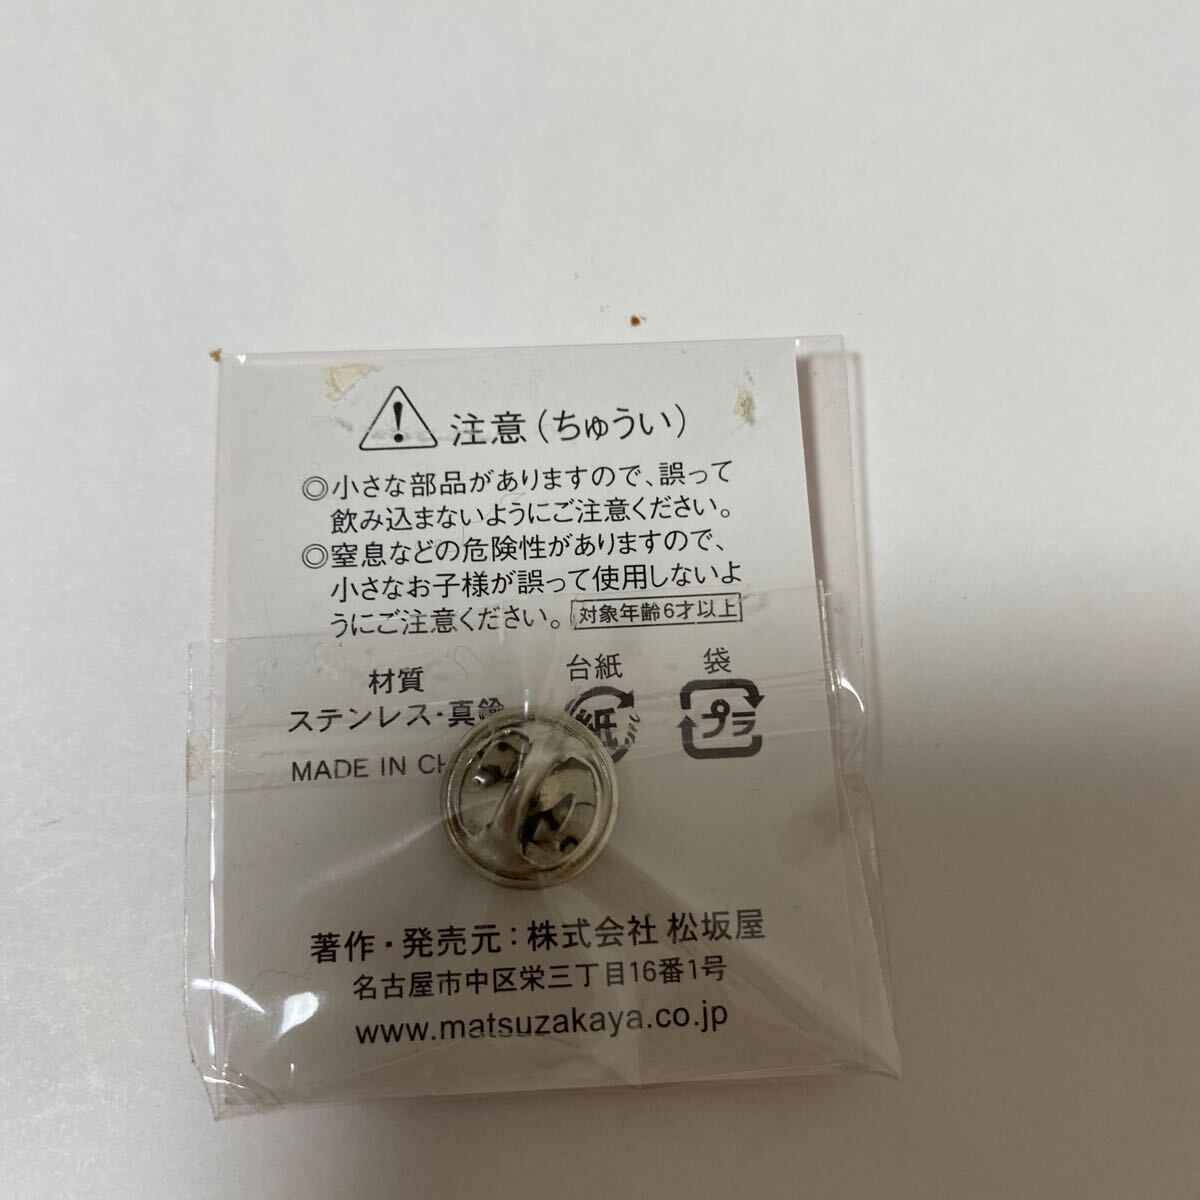 注意（ちゅうい）
◎小さな部品がありますので、誤って
飲み込まないようにご注意ください。
◎窒息などの危険性がありますので、
小さなお子様が誤って使用しないよ
うにご注意ください。 対象年齢6才以上
材質 台紙 袋
ステンレス・真鍮 紙 プラ
MADE IN
著作・発売元：株式会社 松坂屋
名古屋市中区栄三丁目16番1号
www.matsuzakaya.co.jp